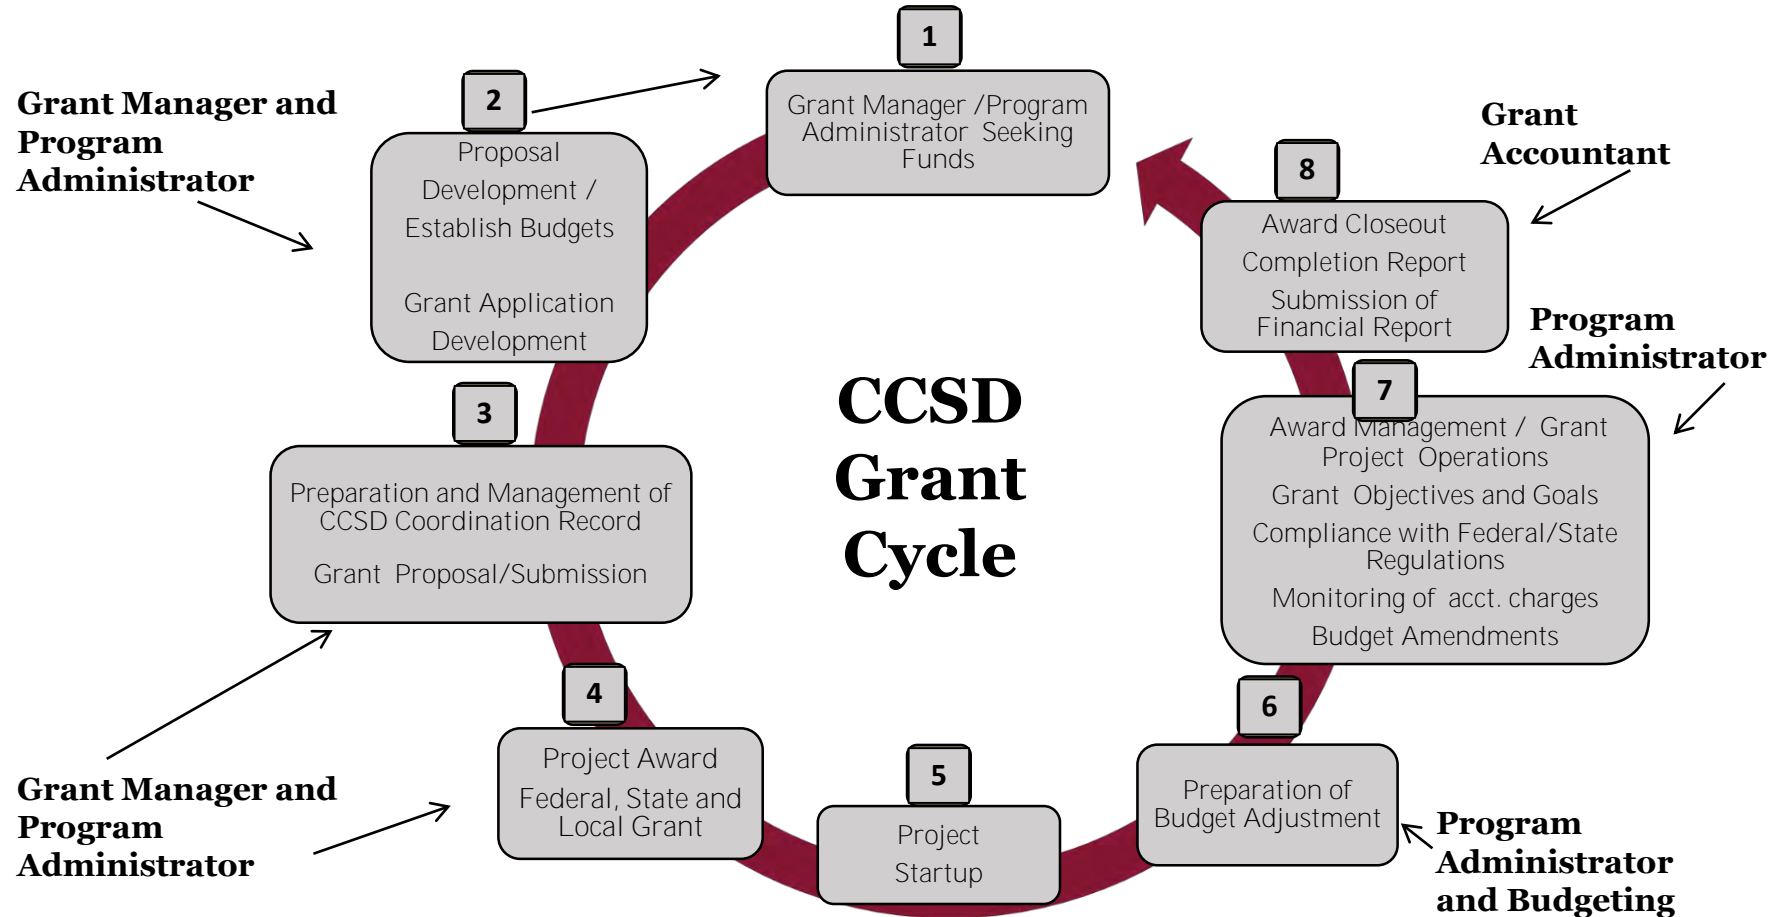 1
Grant Manager /Program
Administrator Seeking
Funds
Grant Manager and
Program
Administrator
2
Proposal
Development /
Establish Budgets
Grant Application
Development
3
Preparation and Management of
CCSD Coordination Record
Grant Proposal/Submission
Grant Manager and
Program
Administrator
4
Project Award
Federal, State and
Local Grant
5
Project
Startup
6
Preparation of
Budget Adjustment
Program
Administrator
and Budgeting
7
Award Management / Grant
Project Operations
Grant Objectives and Goals
Compliance with Federal/State
Regulations
Monitoring of acct. charges
Budget Amendments
Program
Administrator
8
Award Closeout
Completion Report
Submission of
Financial Report
Grant
Accountant
CCSD
Grant
Cycle